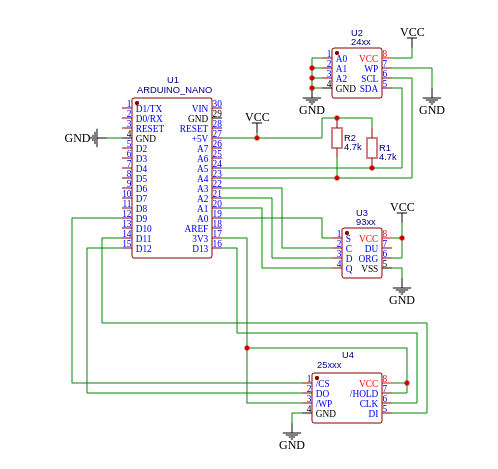 VCC
U2
24xx
1 A0 VCC 8
2 A1 WP 7
3 A2 SCL 6
4 GND SDA 5
GND
GND
U1
ARDUINO_NANO
1 D1/TX VIN 30
2 D0/RX GND 29
3 RESET RESET 28
4 GND +5V 27
5 D2 A7 26
6 D3 A6 25
7 D4 A5 24
8 D5 A4 23
9 D6 A3 22
10 D7 A2 21
11 D8 A1 20
12 D9 A0 19
13 D10 AREF 18
14 D11 3V3 17
15 D12 D13 16
GND
VCC
R2
4.7k
R1
4.7k
VCC
U3
93xx
1 S VCC 8
2 C DU 7
3 D ORG 6
4 Q VSS 5
GND
U4
25xxx
1 /CS VCC 8
2 DO /HOLD 7
3 /WP CLK 6
4 GND DI 5
GND